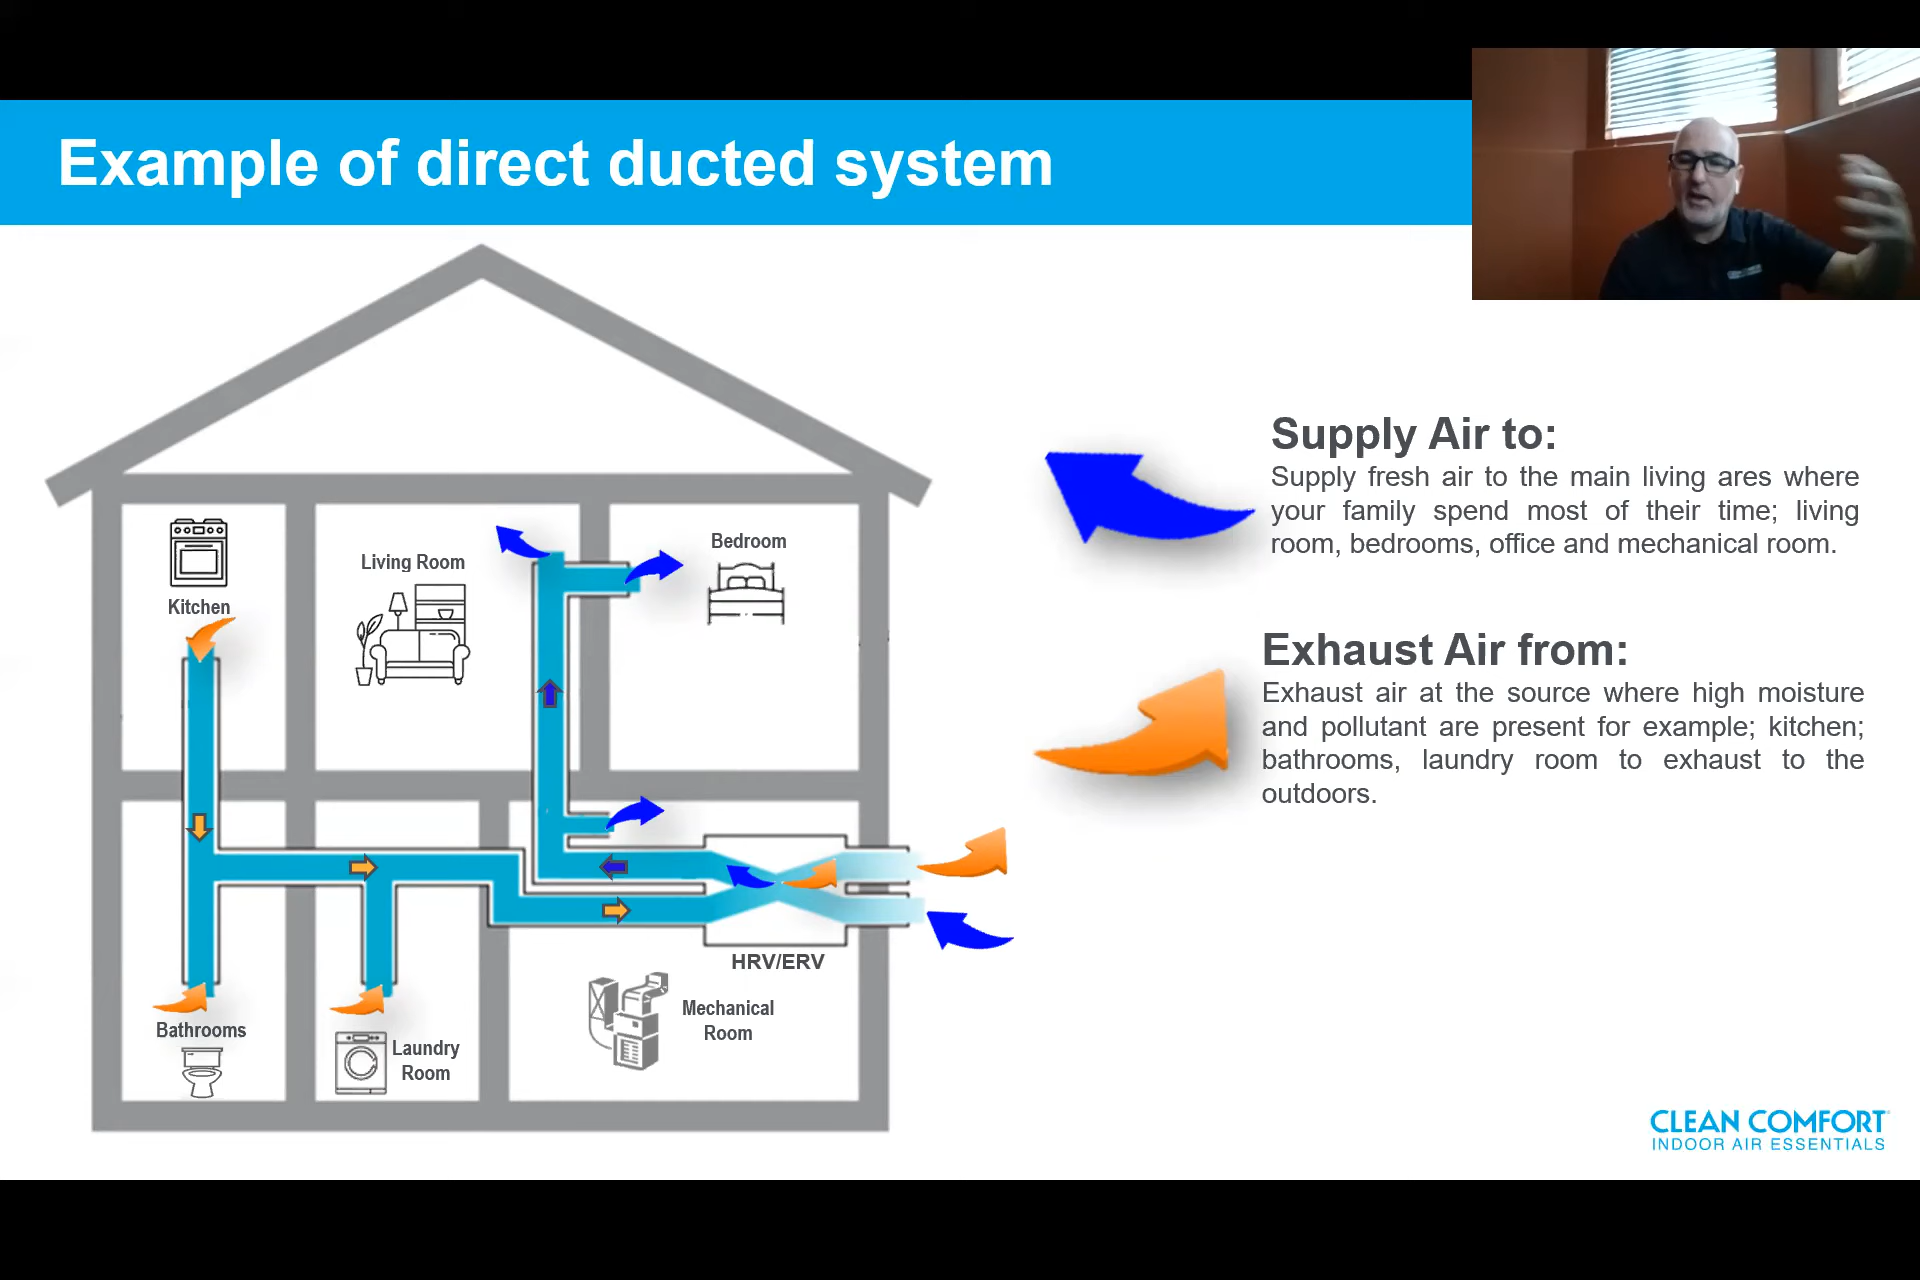 Example of direct ducted system
Supply Air to:
Supply fresh air to the main living ares where
your family spend most of their time; living
room, bedrooms, office and mechanical room.
Exhaust Air from:
Exhaust air at the source where high moisture
and pollutant are present for example; kitchen;
bathrooms, laundry room to exhaust to the
outdoors.
Kitchen
Living Room
Bedroom
HRV/ERV
Mechanical
Room
Bathrooms
Laundry
Room
CLEAN COMFORT
INDOOR AIR ESSENTIALS